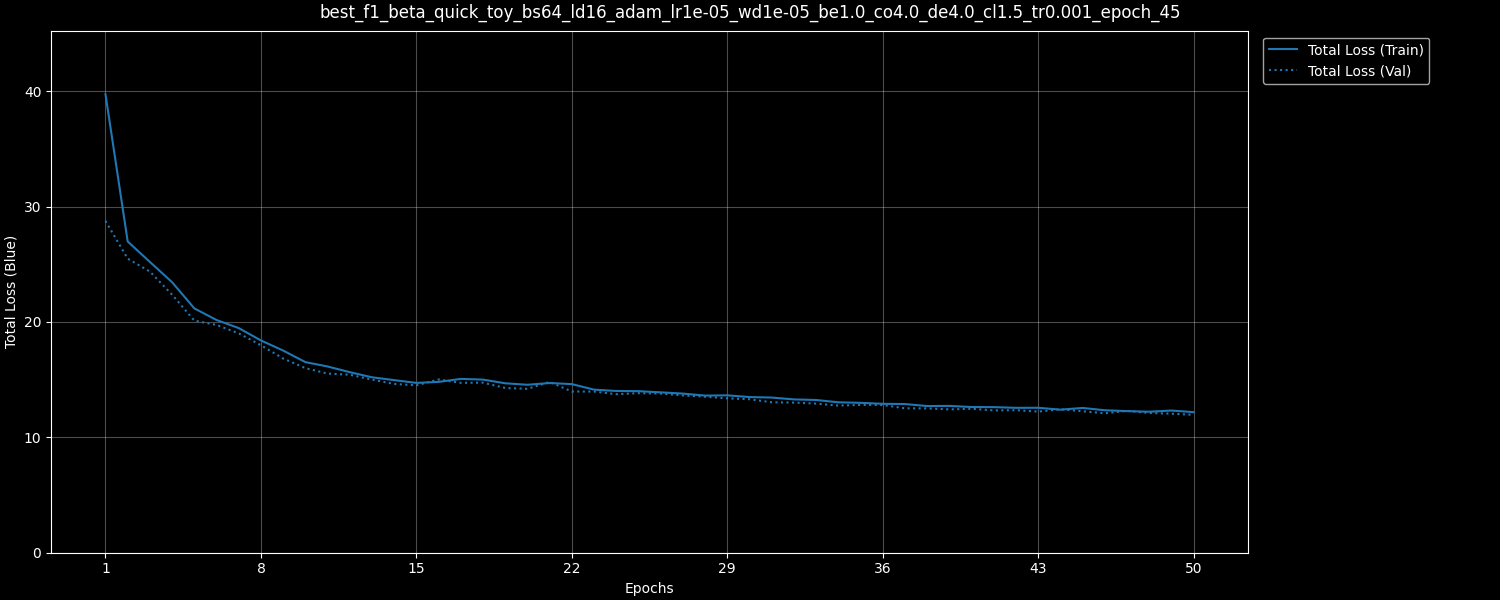 best_f1_beta_quick_toy_bs64_ld16_adam_lr1e-05_wd1e-05_be1.0_co4.0_de4.0_cl1.5_tr0.001_epoch_45
Total Loss (Train)
Total Loss (Val)
Total Loss (Blue)
40
30
20
10
0
1 8 15 22 29 36 43 50
Epochs